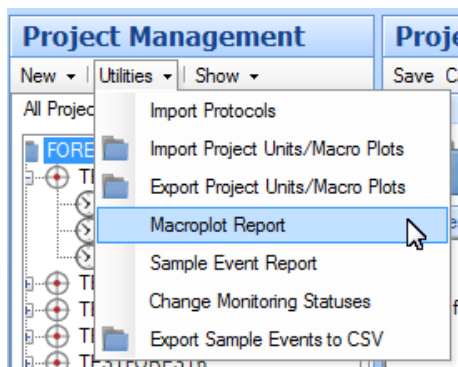 Project Management
New Utilities Show
Save
All Projec
Import Protocols
Import Project Units/Macro Plots
Export Project Units/Macro Plots
Macroplot Report
Sample Event Report
Change Monitoring Statuses
Export Sample Events to CSV